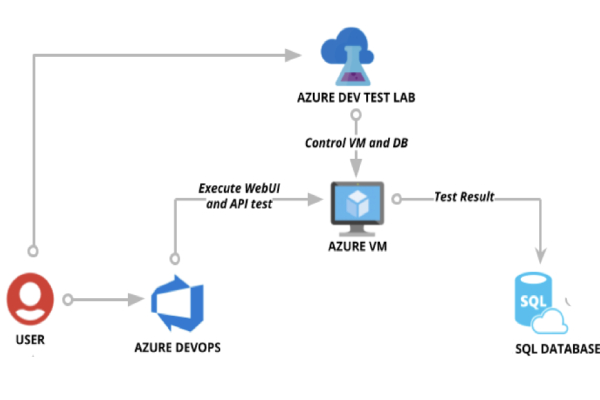 AZURE DEV TEST LAB
Control VM and DB
Execute WebUI
and API test
Test Result
AZURE VM
SQL
USER
AZURE DEVOPS
SQL DATABASE